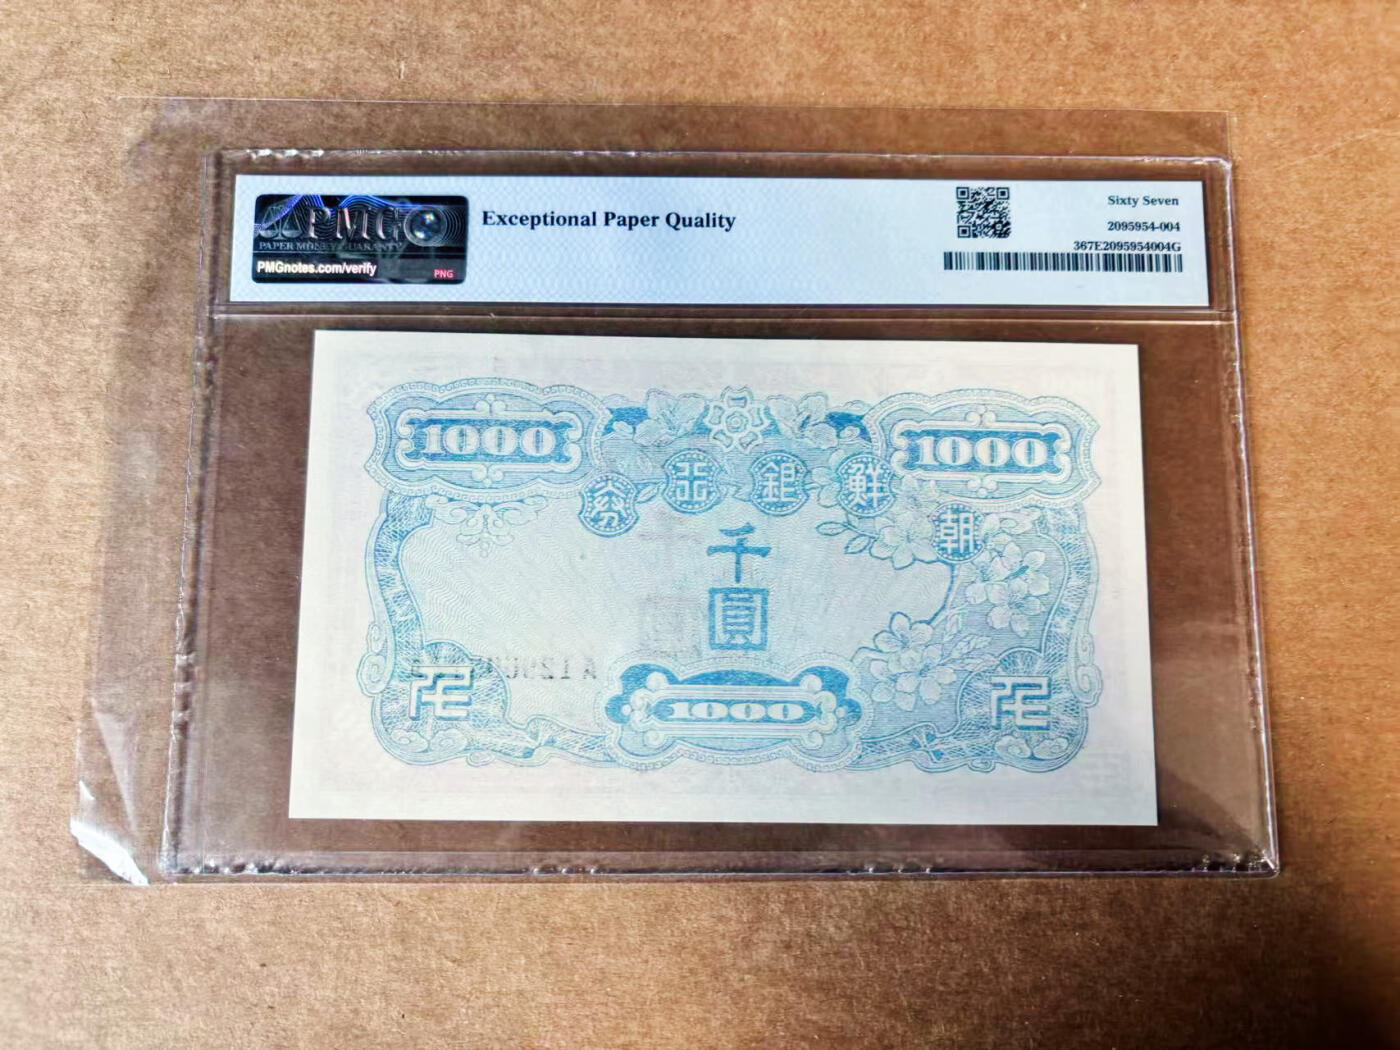 PMG
PAPER MONEY GUARANTY
PMGnotes.com/verify
PNG
Exceptional Paper Quality
Sixty Seven
2095954-004
367E2095954004G
1000
1000
朝鮮銀行券
千
圓
1000